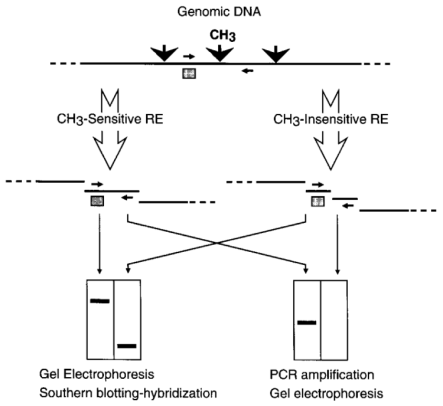 Genomic DNA
CH3
CH3-Sensitive RE
CH3-Insensitive RE
Gel Electrophoresis
Southern blotting-hybridization
PCR amplification
Gel electrophoresis